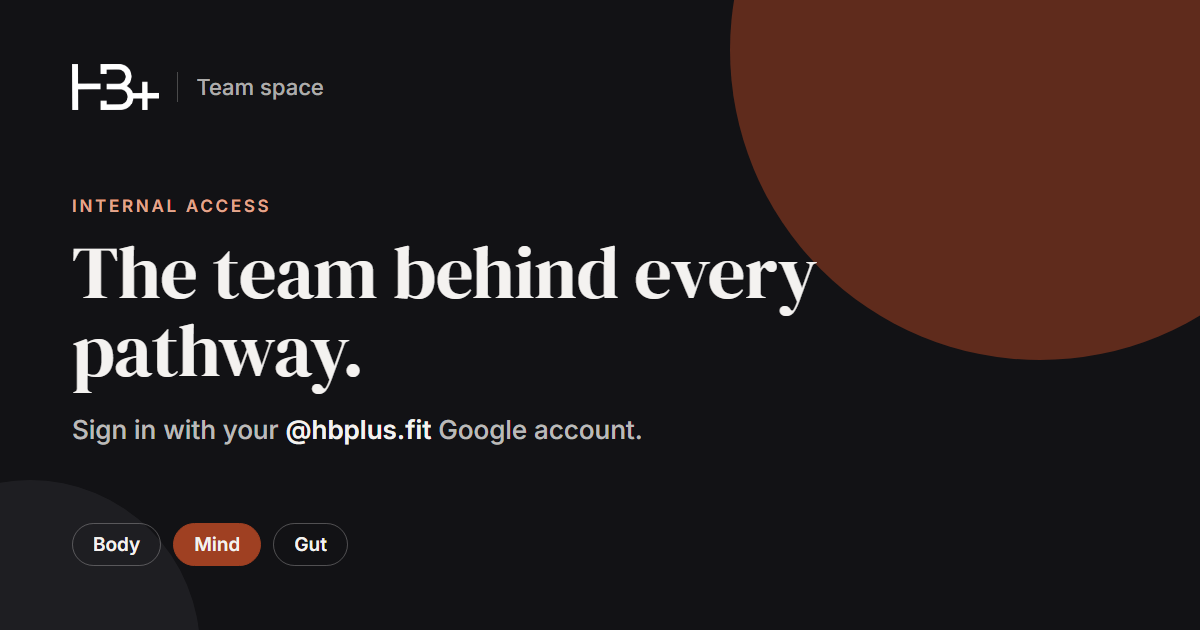 HB+
Team space
INTERNAL ACCESS
The team behind every
pathway.
Sign in with your @hbplus.fit Google account.
Body
Mind
Gut